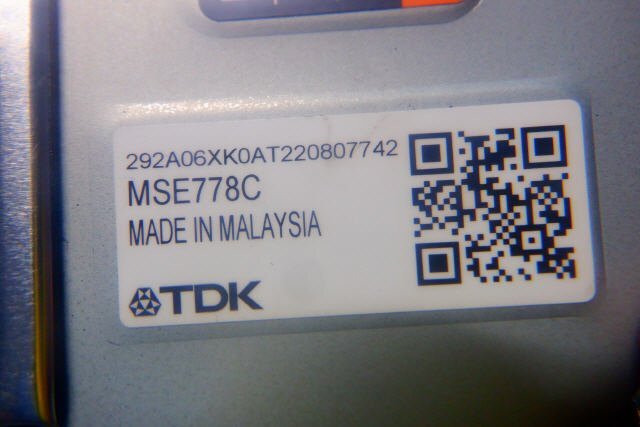 292A06XK0AT220807742
MSE778C
MADE IN MALAYSIA
TDK